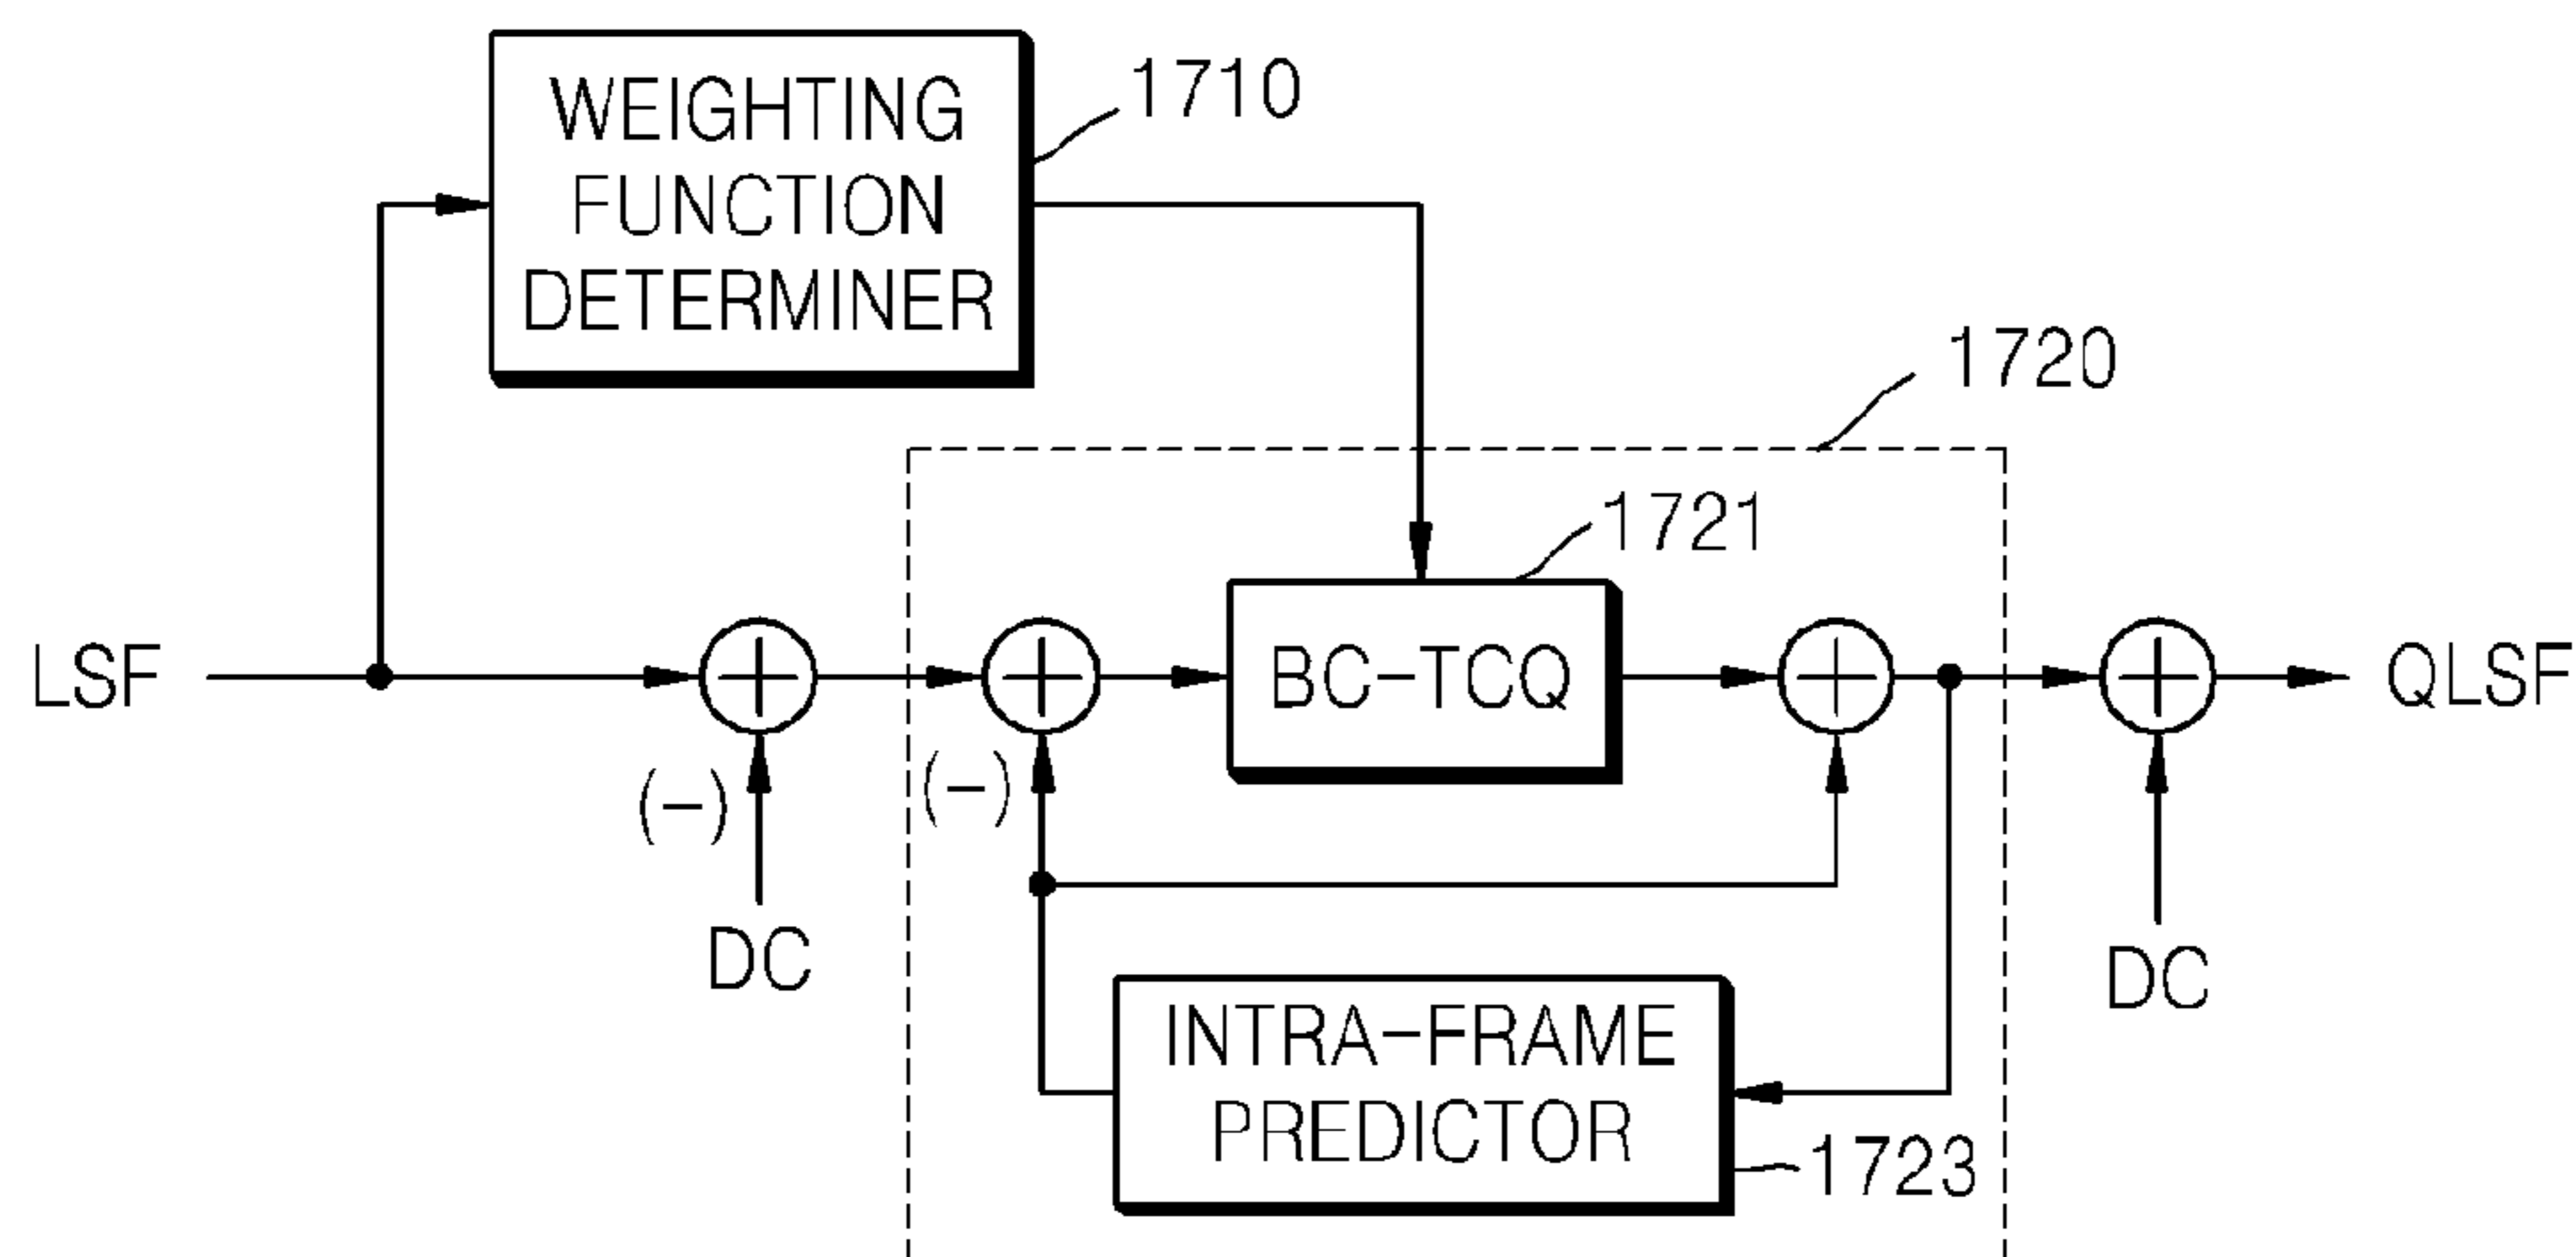 WEIGHTING
FUNCTION
DETERMINER
1710
1720
1721
LSF
BC-TCQ
QLSF
(-)
(-)
DC
DC
INTRA-FRAME
PREDICTOR
1723